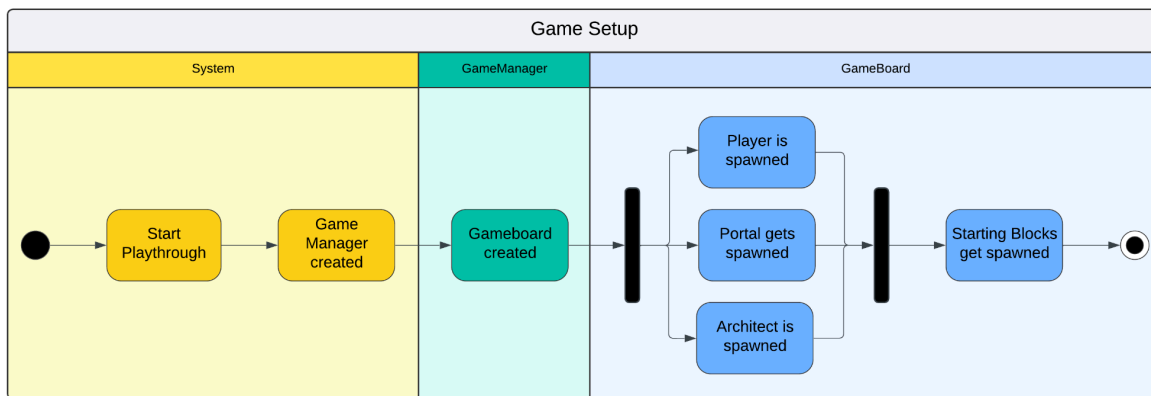 Game Setup
System
GameManager
GameBoard
Start
Playthrough
Game
Manager
created
Gameboard
created
Player is
spawned
Portal gets
spawned
Architect is
spawned
Starting Blocks
get spawned